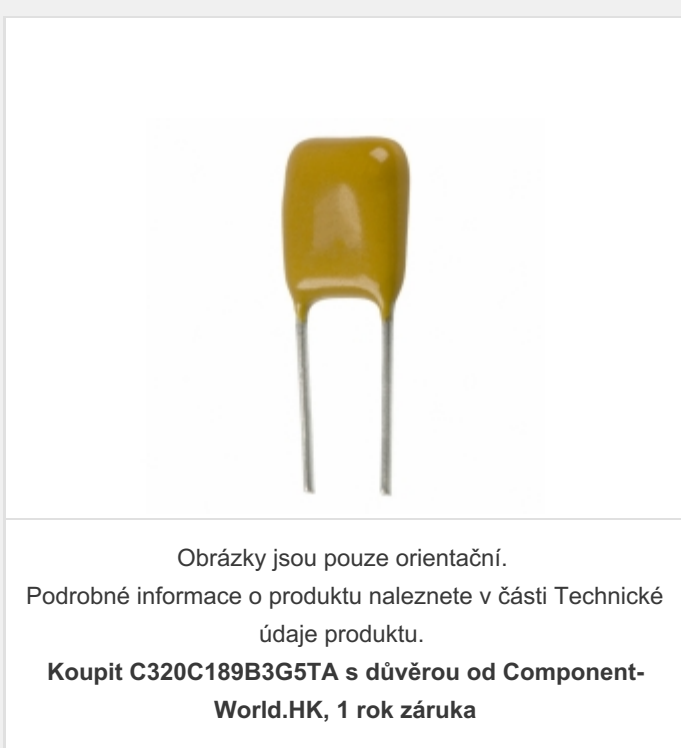 Obrázky jsou pouze orientační.
Podrobné informace o produktu naleznete v části Technické
údaje produktu.
Koupit C320C189B3G5TA s důvěrou od Component-
World.HK, 1 rok záruka